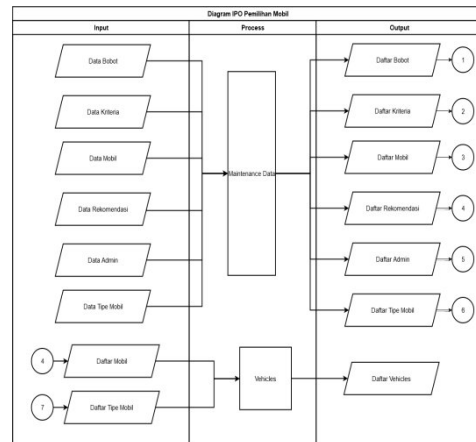 Diagram IPO Pemilihan Mobil
Input
Process
Output
Data Bobot
Data Kriteria
Data Mobil
Data Rekomendasi
Data Admin
Data Tipe Mobil
Maintenance Data
Daftar Bobot
1
Daftar Kriteria
2
Daftar Mobil
3
Daftar Rekomendasi
4
Daftar Admin
5
Daftar Tipe Mobil
6
4
Daftar Mobil
7
Daftar Tipe Mobil
Vehicles
Daftar Vehicles